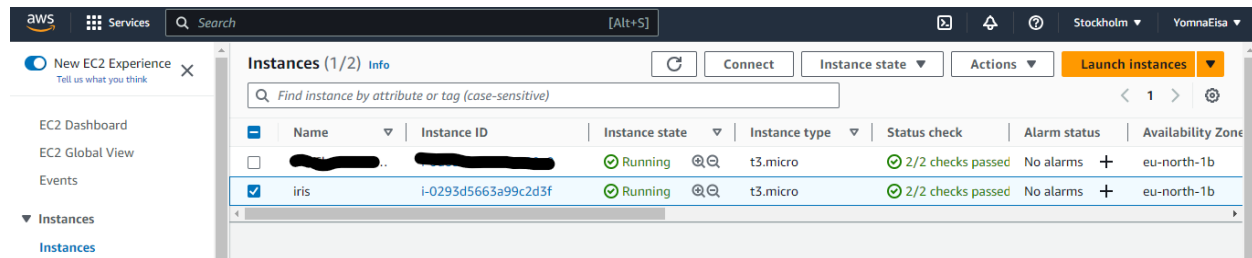 aws Services Search [Alt+S] Stockholm ▼ YomnaEisa ▼
New EC2 Experience
Tell us what you think
EC2 Dashboard
EC2 Global View
Events
▼ Instances
Instances
Instances (1/2) Info Connect Instance state ▼ Actions ▼ Launch instances ▼
Find instance by attribute or tag (case-sensitive) < 1 >
Name Instance ID Instance state Instance type Status check Alarm status Availability Zone
Running t3.micro 2/2 checks passed No alarms + eu-north-1b
iris i-0293d5663a99c2d3f Running t3.micro 2/2 checks passed No alarms + eu-north-1b